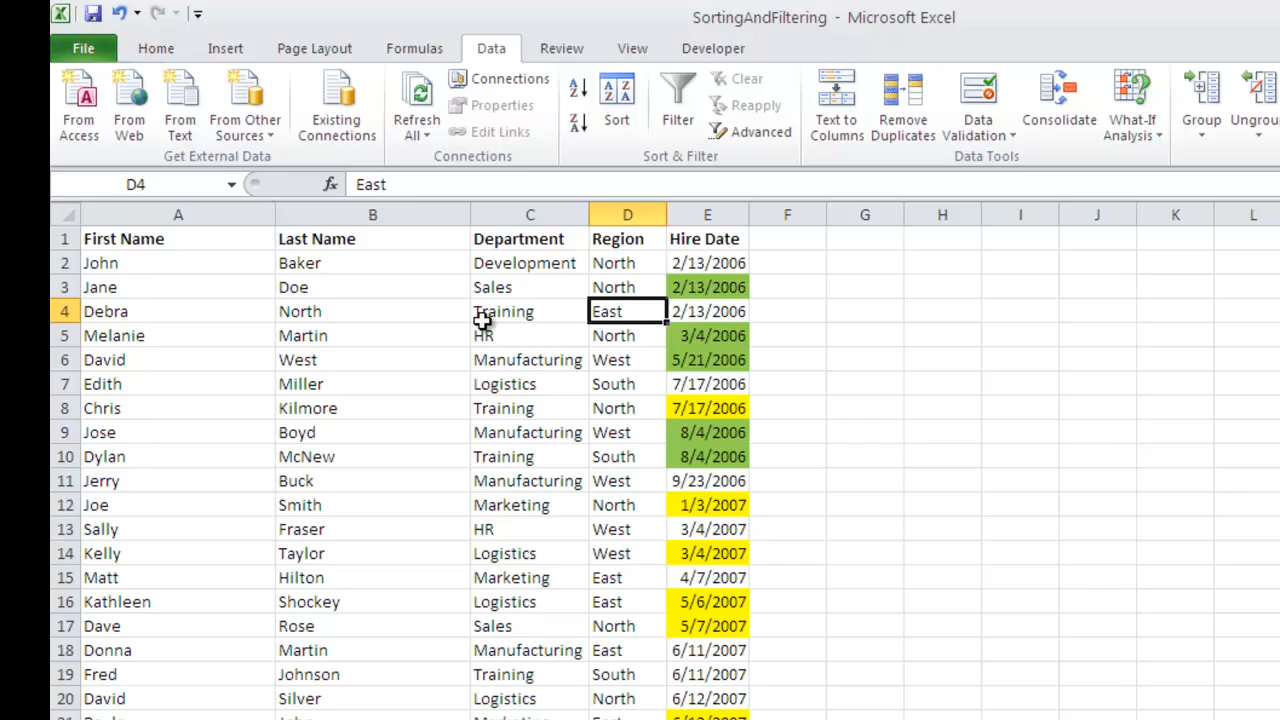 SortingAndFiltering - Microsoft Excel
File Home Insert Page Layout Formulas Data Review View Developer
From Access
From Web
From Text
From Other Sources
Existing Connections
Get External Data
Refresh All
Connections
Properties
Edit Links
Connections
Sort
Filter
Clear
Reapply
Advanced
Sort & Filter
Text to Columns
Remove Duplicates
Data Validation
Consolidate
What-If Analysis
Data Tools
Group
D4 fx East
A B C D E F G H I J K L
1 First Name Last Name Department Region Hire Date
2 John Baker Development North 2/13/2006
3 Jane Doe Sales North 2/13/2006
4 Debra North Training East 2/13/2006
5 Melanie Martin HR North 3/4/2006
6 David West Manufacturing West 5/21/2006
7 Edith Miller Logistics South 7/17/2006
8 Chris Kilmore Training North 7/17/2006
9 Jose Boyd Manufacturing West 8/4/2006
10 Dylan McNew Training South 8/4/2006
11 Jerry Buck Manufacturing West 9/23/2006
12 Joe Smith Marketing North 1/3/2007
13 Sally Fraser HR West 3/4/2007
14 Kelly Taylor Logistics West 3/4/2007
15 Matt Hilton Marketing East 4/7/2007
16 Kathleen Shockey Logistics East 5/6/2007
17 Dave Rose Sales North 5/7/2007
18 Donna Martin Manufacturing East 6/11/2007
19 Fred Johnson Training South 6/11/2007
20 David Silver Logistics North 6/12/2007